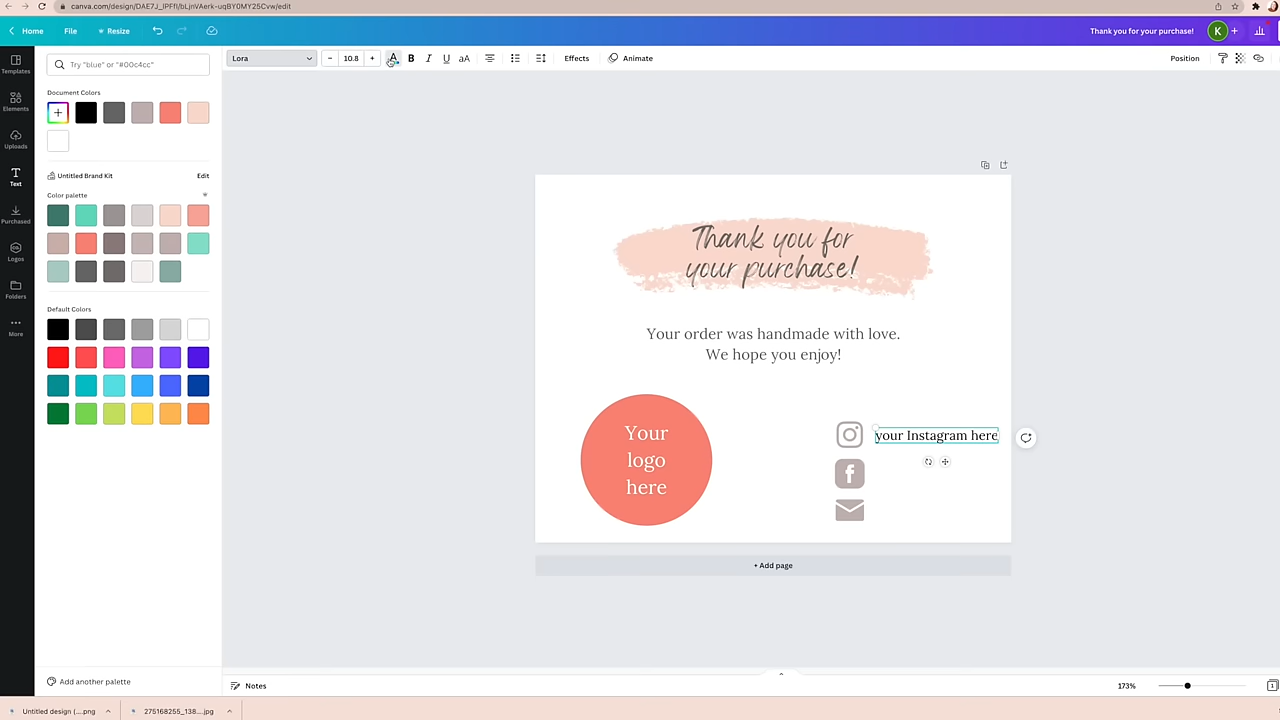 canva.com/design/DAE7J_lPFfI/bLjnVAerk-uqBY0MY25Cvw/edit
Home
File
Resize
Thank you for your purchase!
K
Templates
Elements
Uploads
Text
Purchased
Logos
Folders
More
Try "blue" or "#00c4cc"
Document Colors
Untitled Brand Kit
Edit
Color palette
Default Colors
Add another palette
Lora
10.8
A
B
I
U
aA
Effects
Animate
Position
Thank you for
your purchase!
Your order was handmade with love.
We hope you enjoy!
Your
logo
here
your Instagram here
+ Add page
Notes
173%
1
Untitled design (....png
275168255_138....jpg